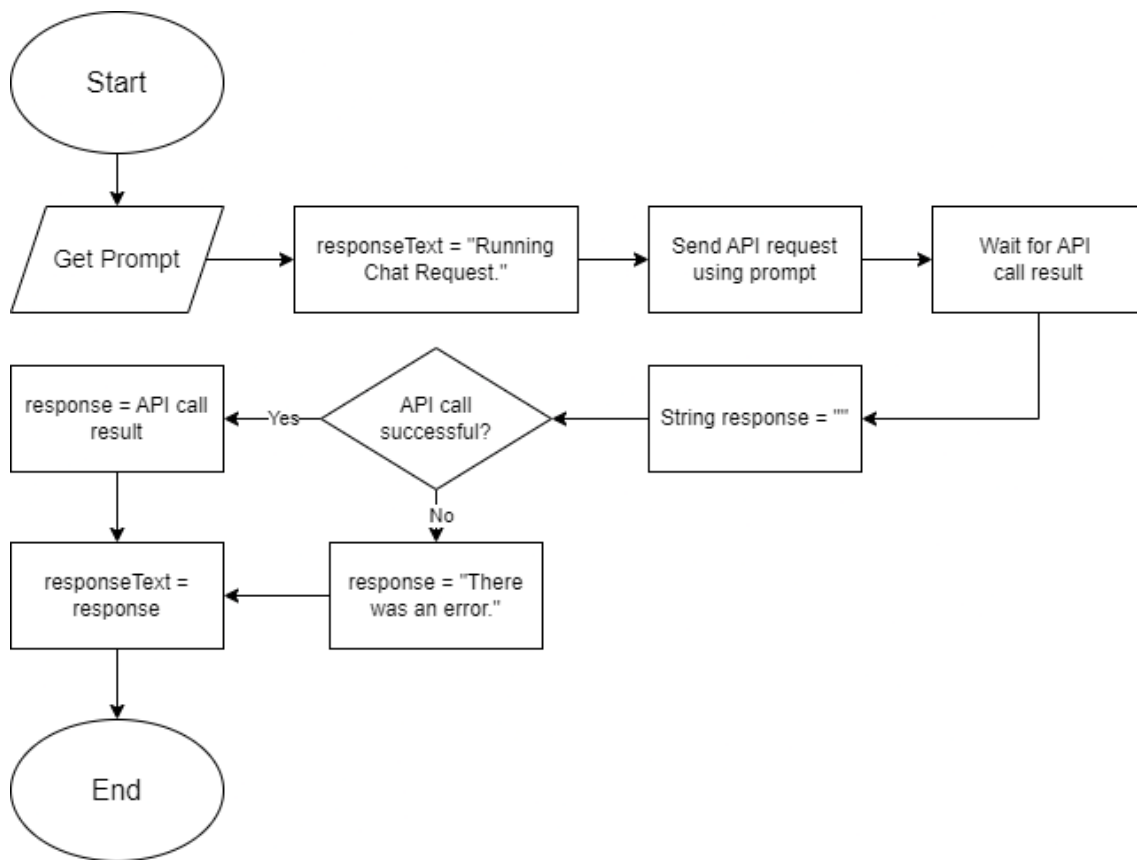 Start
Get Prompt
responseText = "Running
Chat Request."
Send API request
using prompt
Wait for API
call result
String response = ""
API call
successful?
Yes
response = API call
result
No
response = "There
was an error."
responseText =
response
End